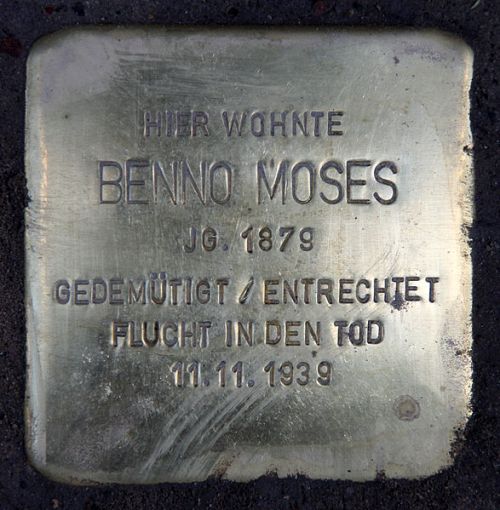 HIER WOHNTE
BENNO MOSES
JG. 1879
GEDEMÜTIGT / ENTRECHTET
FLUCHT IN DEN TOD
11.11.1939